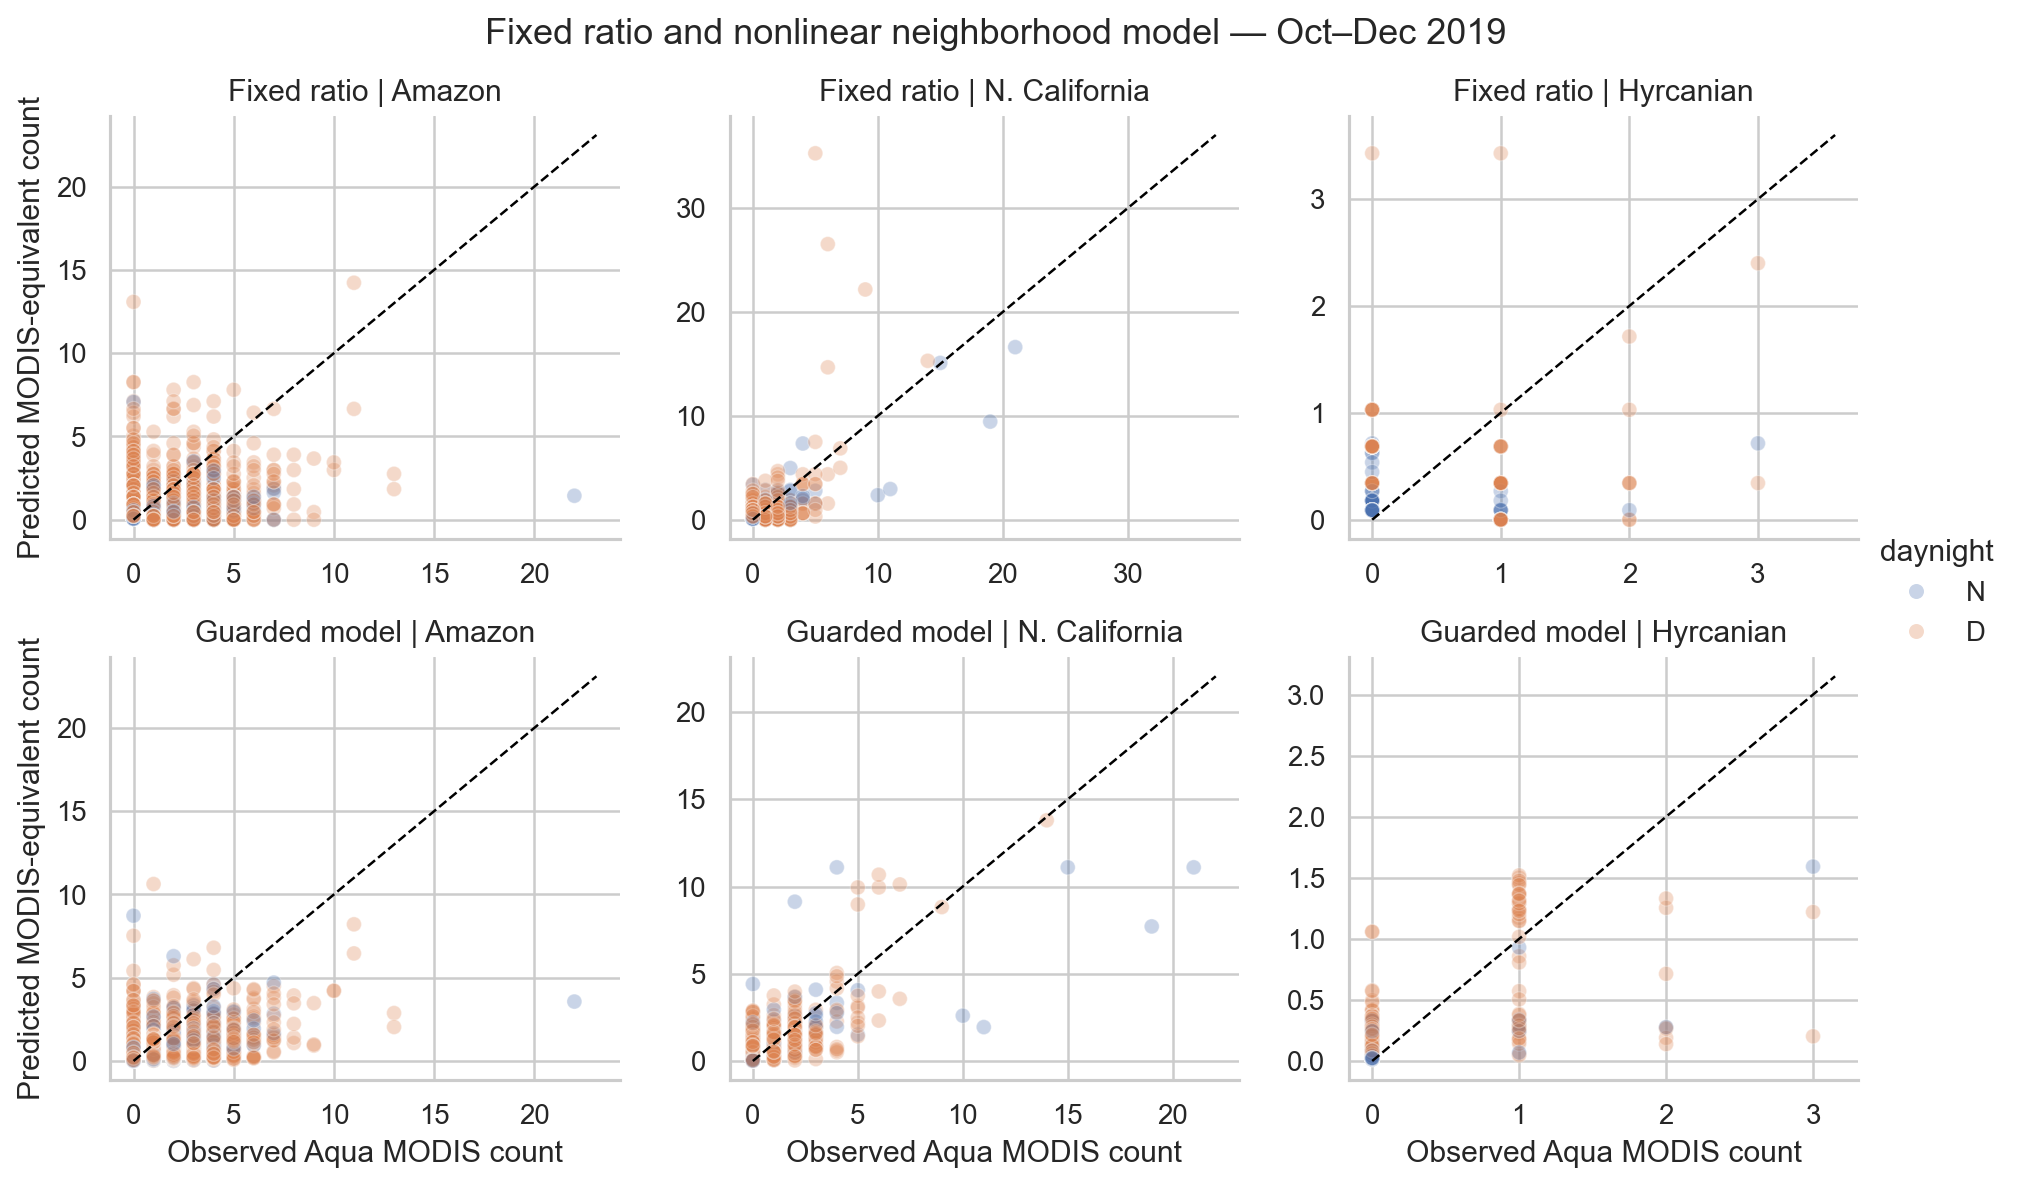 Fixed ratio and nonlinear neighborhood model — Oct–Dec 2019
Fixed ratio | Amazon
Predicted MODIS-equivalent count
20
15
10
5
0
0 5 10 15 20
Fixed ratio | N. California
30
20
10
0
0 10 20 30
Fixed ratio | Hyrcanian
3
2
1
0
0 1 2 3
daynight
N
D
Guarded model | Amazon
Predicted MODIS-equivalent count
20
15
10
5
0
0 5 10 15 20
Observed Aqua MODIS count
Guarded model | N. California
20
15
10
5
0
0 5 10 15 20
Observed Aqua MODIS count
Guarded model | Hyrcanian
3.0
2.5
2.0
1.5
1.0
0.5
0.0
0 1 2 3
Observed Aqua MODIS count